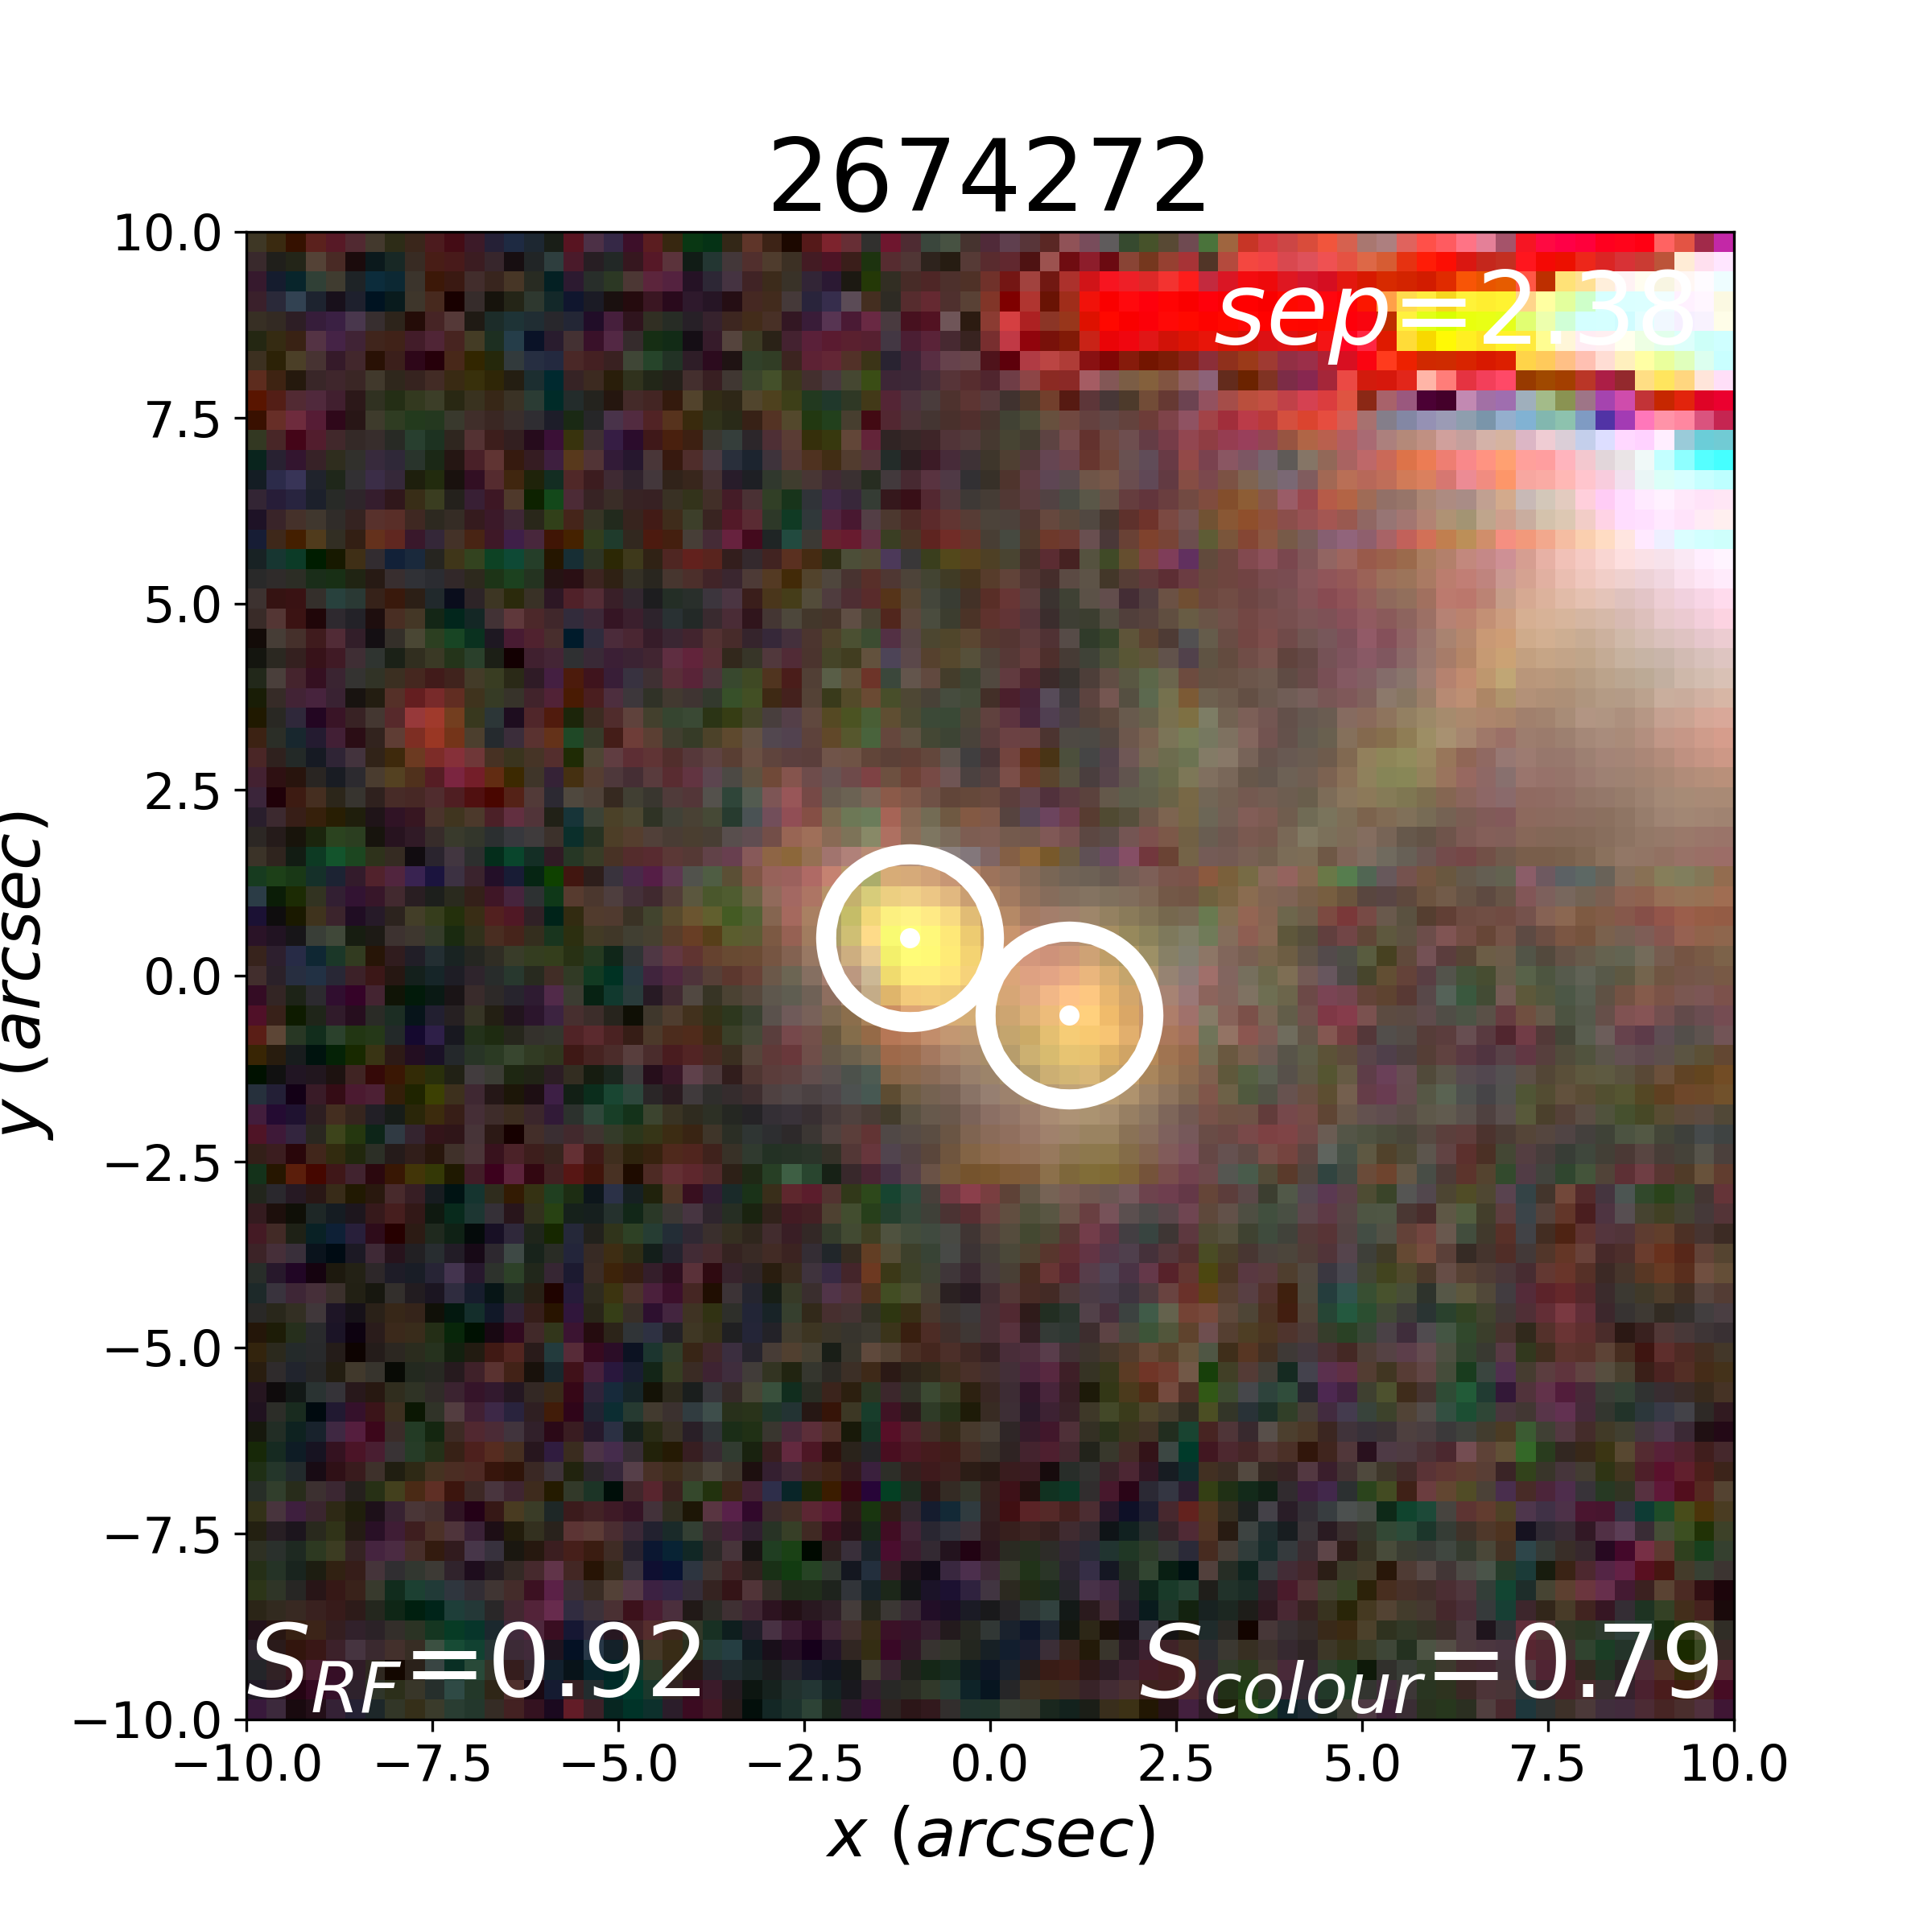 2674272
sep=2.38
10.0
7.5
5.0
2.5
0.0
−2.5
−5.0
−7.5
−10.0
y (arcsec)
S_RF=0.92
S_colour=0.79
−10.0 −7.5 −5.0 −2.5 0.0 2.5 5.0 7.5 10.0
x (arcsec)